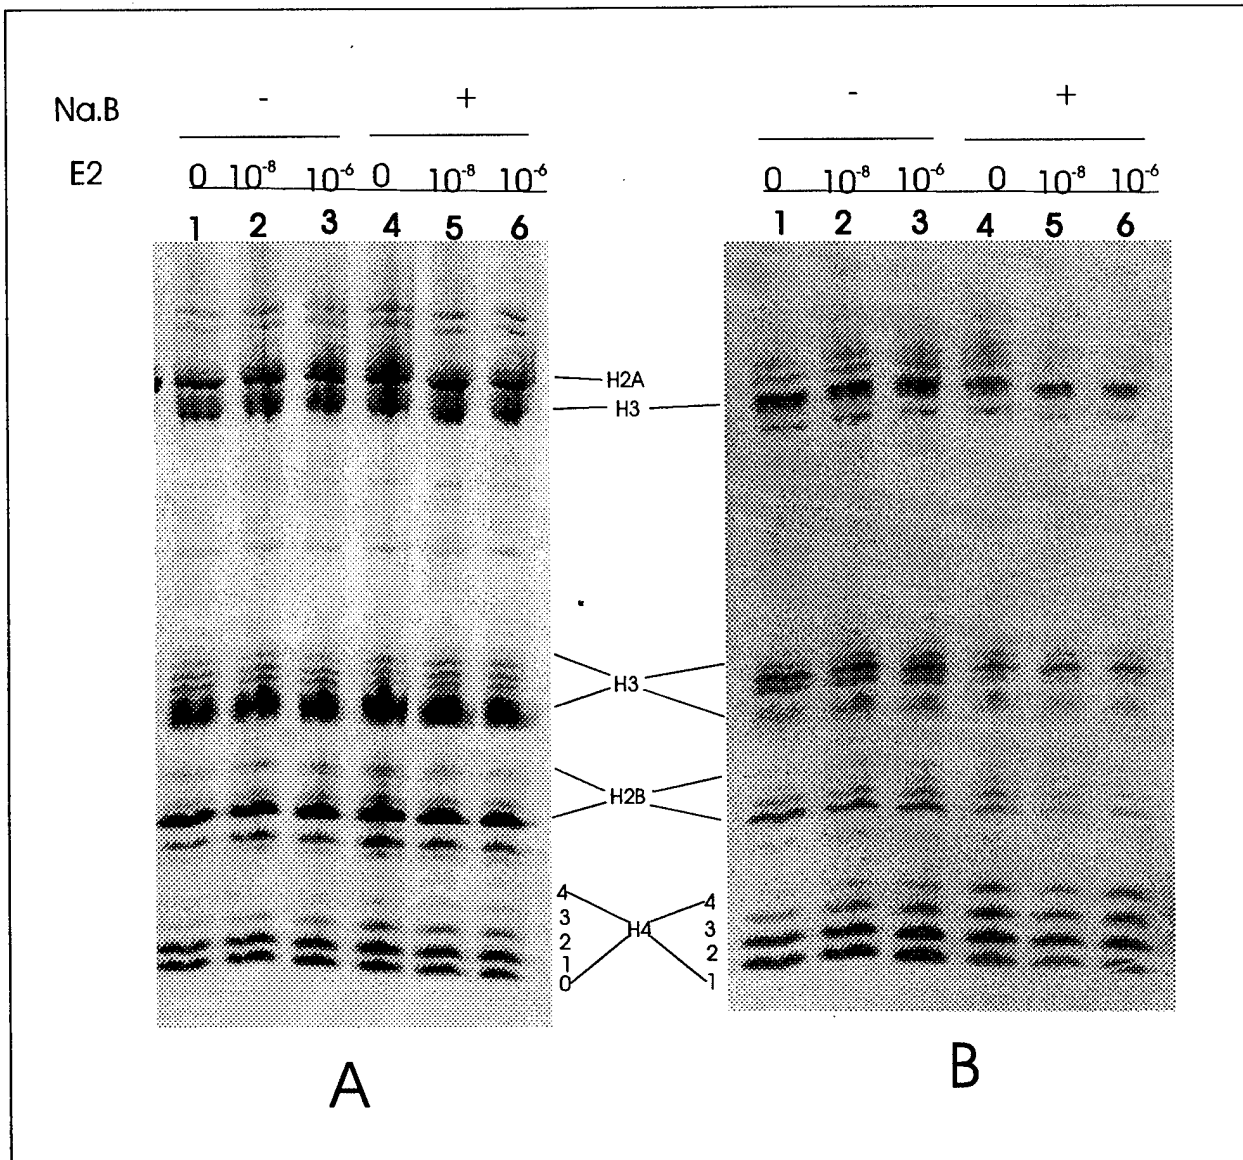 Na.B - + - +
E2 0 10⁻⁸ 10⁻⁶ 0 10⁻⁸ 10⁻⁶ 0 10⁻⁸ 10⁻⁶ 0 10⁻⁸ 10⁻⁶
1 2 3 4 5 6 1 2 3 4 5 6
H2A
H3
H3
H2B
4 4
3 H4 3
2 2
1
0 1
A B